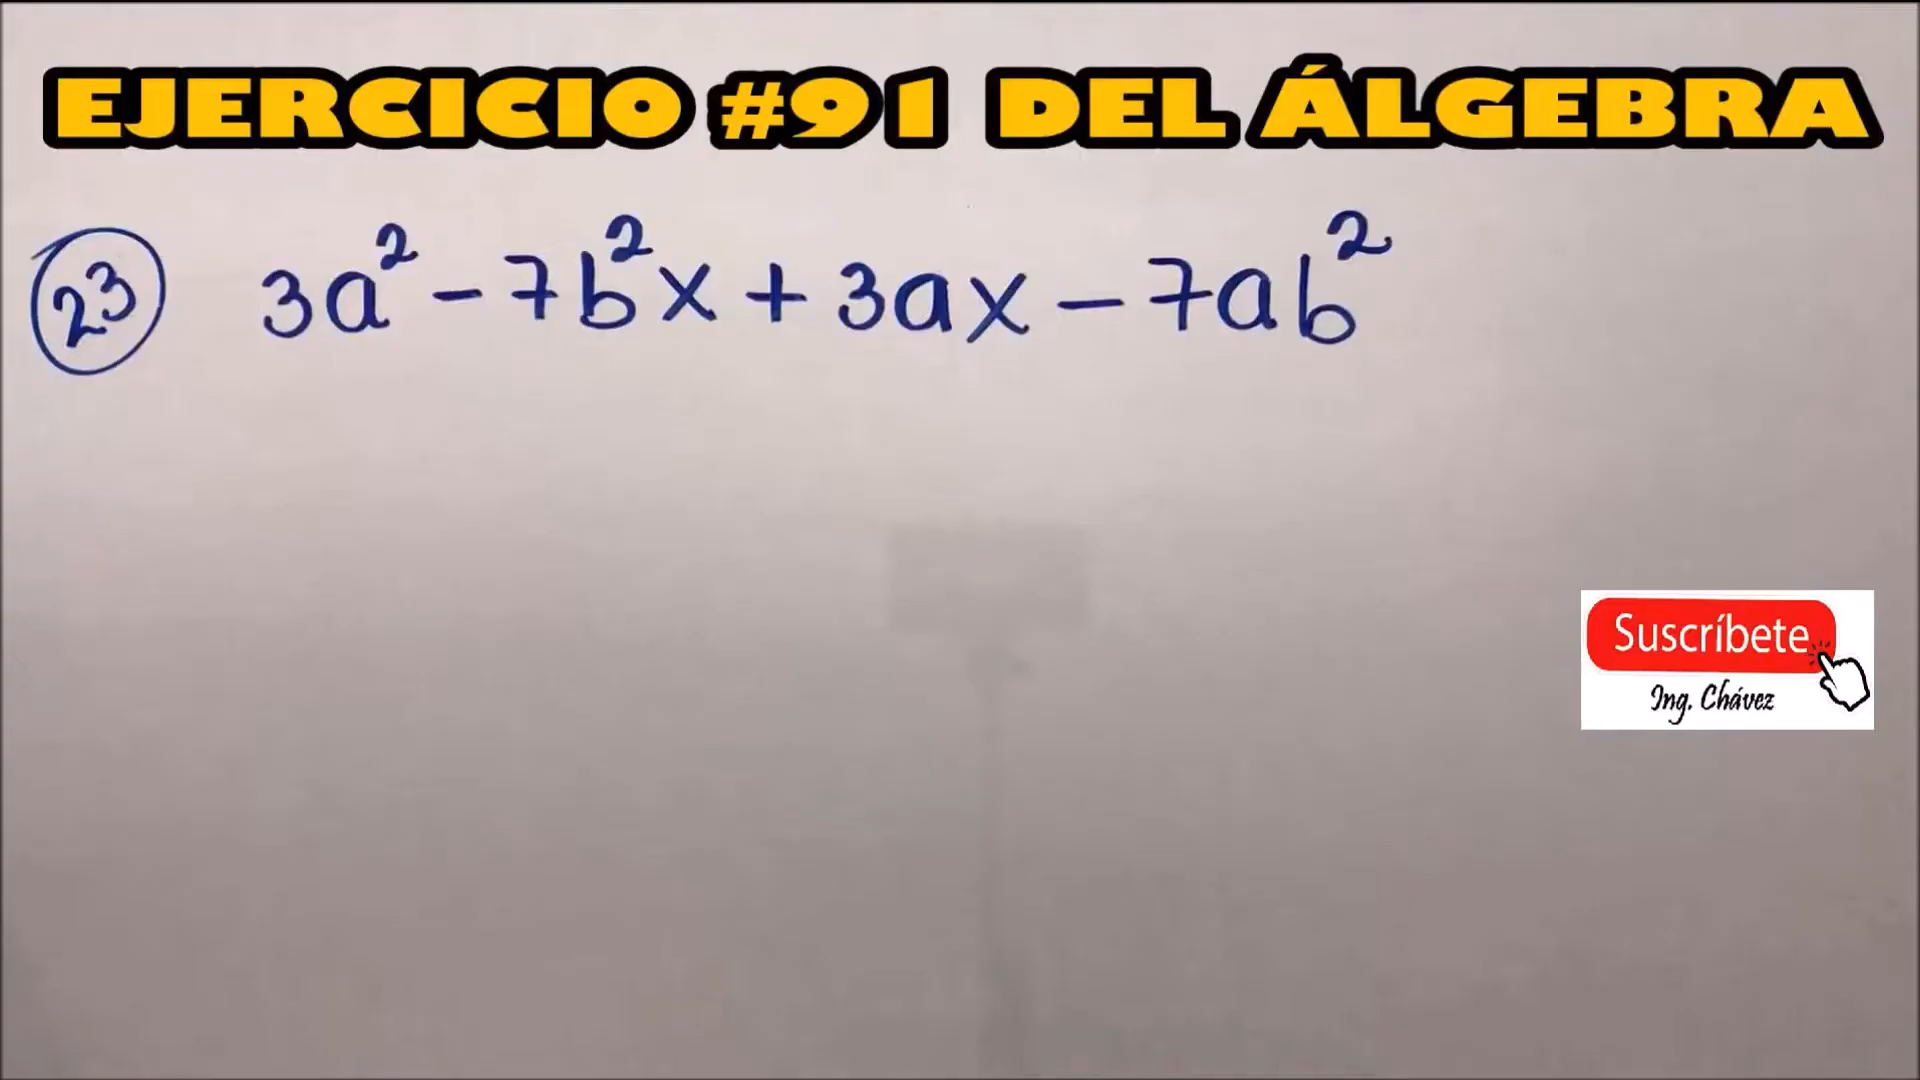 EJERCICIO #91 DEL ÁLGEBRA
23 3a² - 7b²x + 3ax - 7ab²
Suscríbete
Ing. Chávez